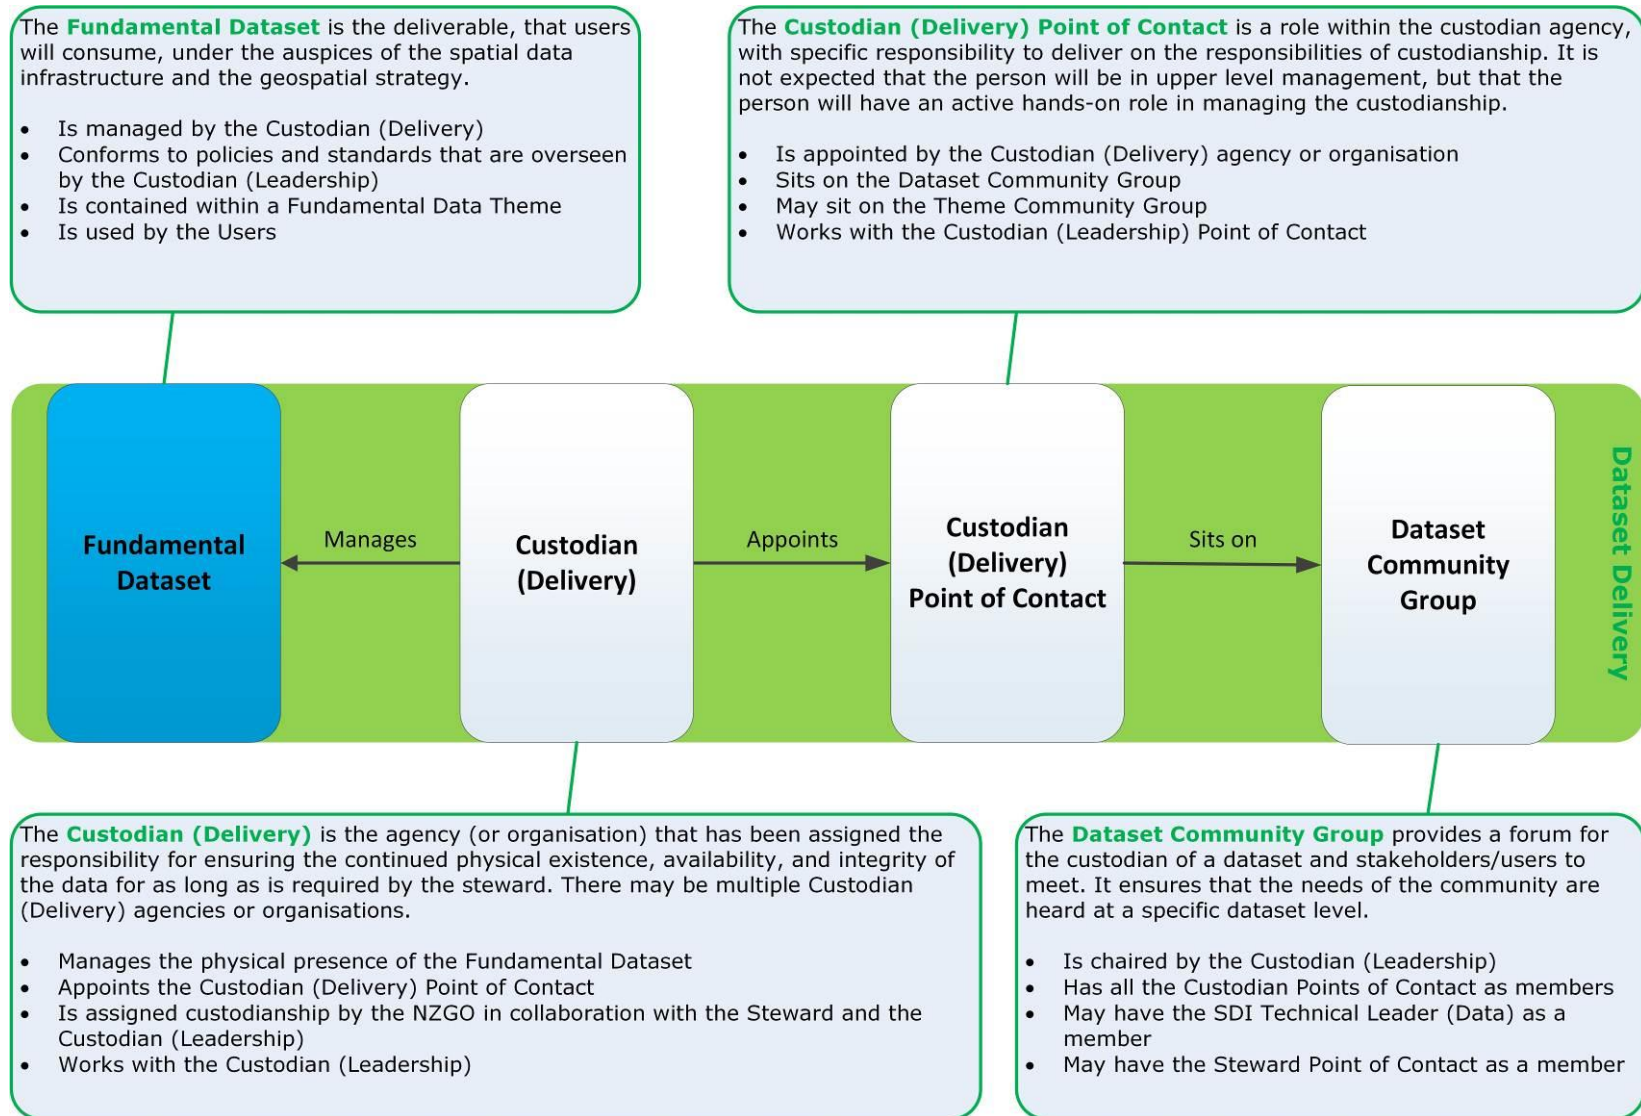 The Fundamental Dataset is the deliverable, that users
will consume, under the auspices of the spatial data
infrastructure and the geospatial strategy.
• Is managed by the Custodian (Delivery)
• Conforms to policies and standards that are overseen
by the Custodian (Leadership)
• Is contained within a Fundamental Data Theme
• Is used by the Users
The Custodian (Delivery) Point of Contact is a role within the custodian agency,
with specific responsibility to deliver on the responsibilities of custodianship. It is
not expected that the person will be in upper level management, but that the
person will have an active hands-on role in managing the custodianship.
• Is appointed by the Custodian (Delivery) agency or organisation
• Sits on the Dataset Community Group
• May sit on the Theme Community Group
• Works with the Custodian (Leadership) Point of Contact
Fundamental
Dataset
Manages
Custodian
(Delivery)
Appoints
Custodian
(Delivery)
Point of Contact
Sits on
Dataset
Community
Group
Dataset Delivery
The Custodian (Delivery) is the agency (or organisation) that has been assigned the
responsibility for ensuring the continued physical existence, availability, and integrity of
the data for as long as is required by the steward. There may be multiple Custodian
(Delivery) agencies or organisations.
• Manages the physical presence of the Fundamental Dataset
• Appoints the Custodian (Delivery) Point of Contact
• Is assigned custodianship by the NZGO in collaboration with the Steward and the
Custodian (Leadership)
• Works with the Custodian (Leadership)
The Dataset Community Group provides a forum for
the custodian of a dataset and stakeholders/users to
meet. It ensures that the needs of the community are
heard at a specific dataset level.
• Is chaired by the Custodian (Leadership)
• Has all the Custodian Points of Contact as members
• May have the SDI Technical Leader (Data) as a
member
• May have the Steward Point of Contact as a member